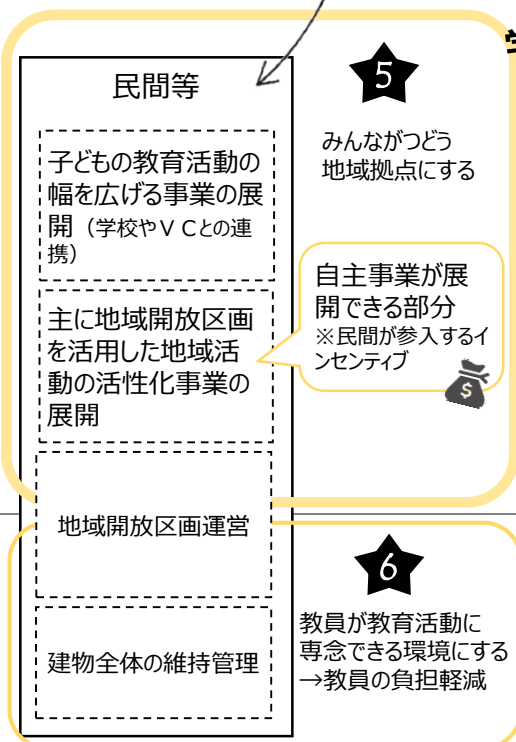 民間等
子どもの教育活動の
幅を広げる事業の展
開（学校やＶＣとの連
携）
主に地域開放区画
を活用した地域活
動の活性化事業の
展開
地域開放区画運営
建物全体の維持管理
5
みんながつどう
地域拠点にする
自主事業が展
開できる部分
※民間が参入するイ
ンセンティブ
$
6
教員が教育活動に
専念できる環境にする
→教員の負担軽減